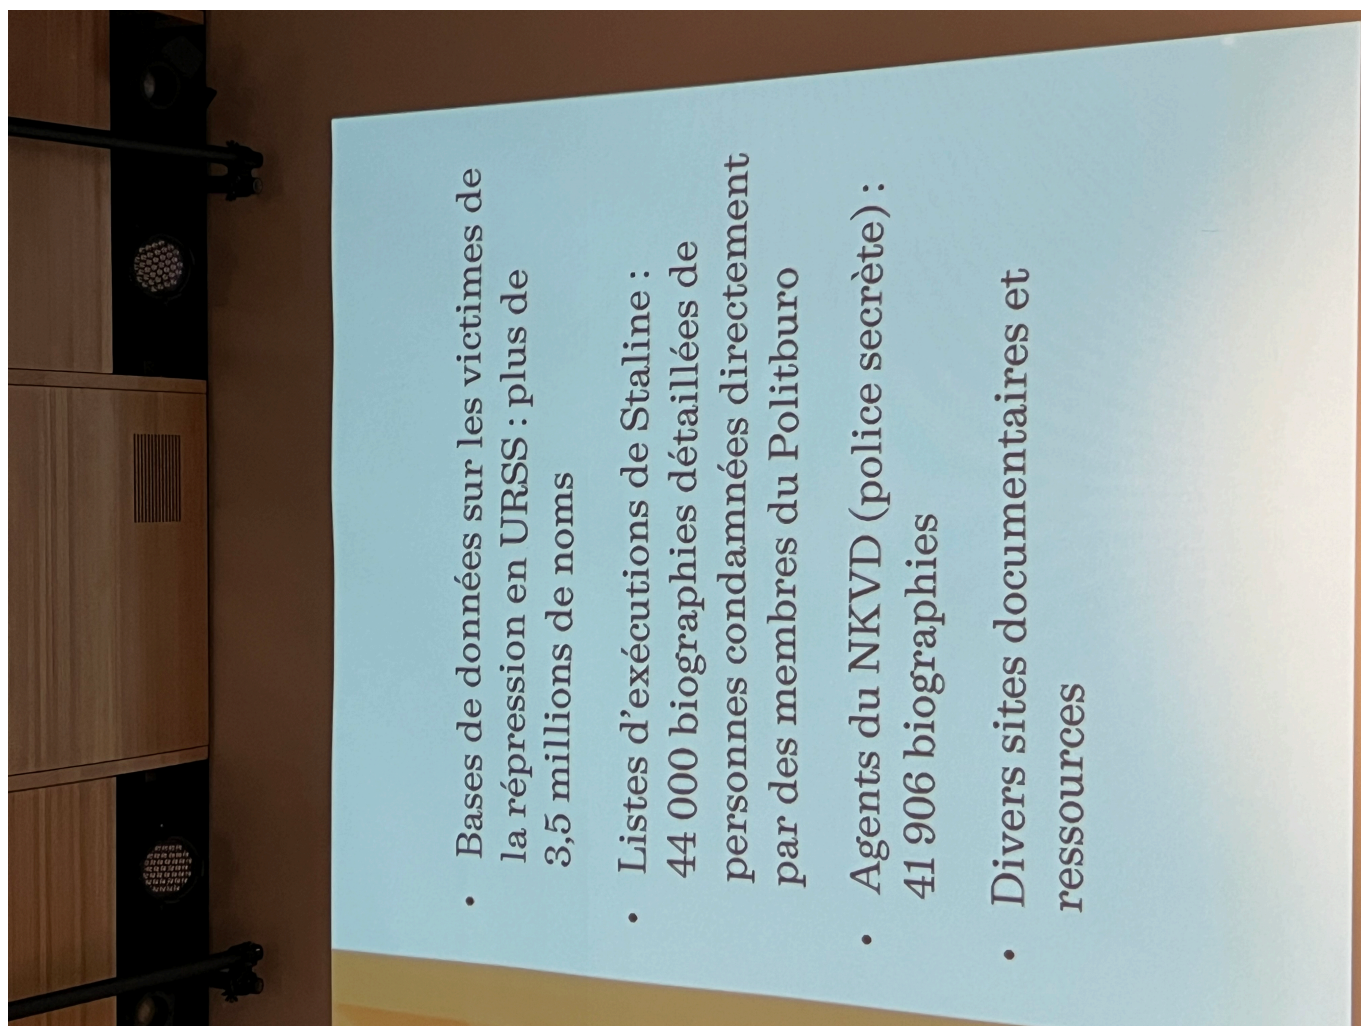 • Bases de données sur les victimes de
la répression en URSS : plus de
3,5 millions de noms
• Listes d'exécutions de Staline :
44 000 biographies détaillées de
personnes condamnées directement
par des membres du Politburo
• Agents du NKVD (police secrète) :
41 906 biographies
• Divers sites documentaires et
ressources